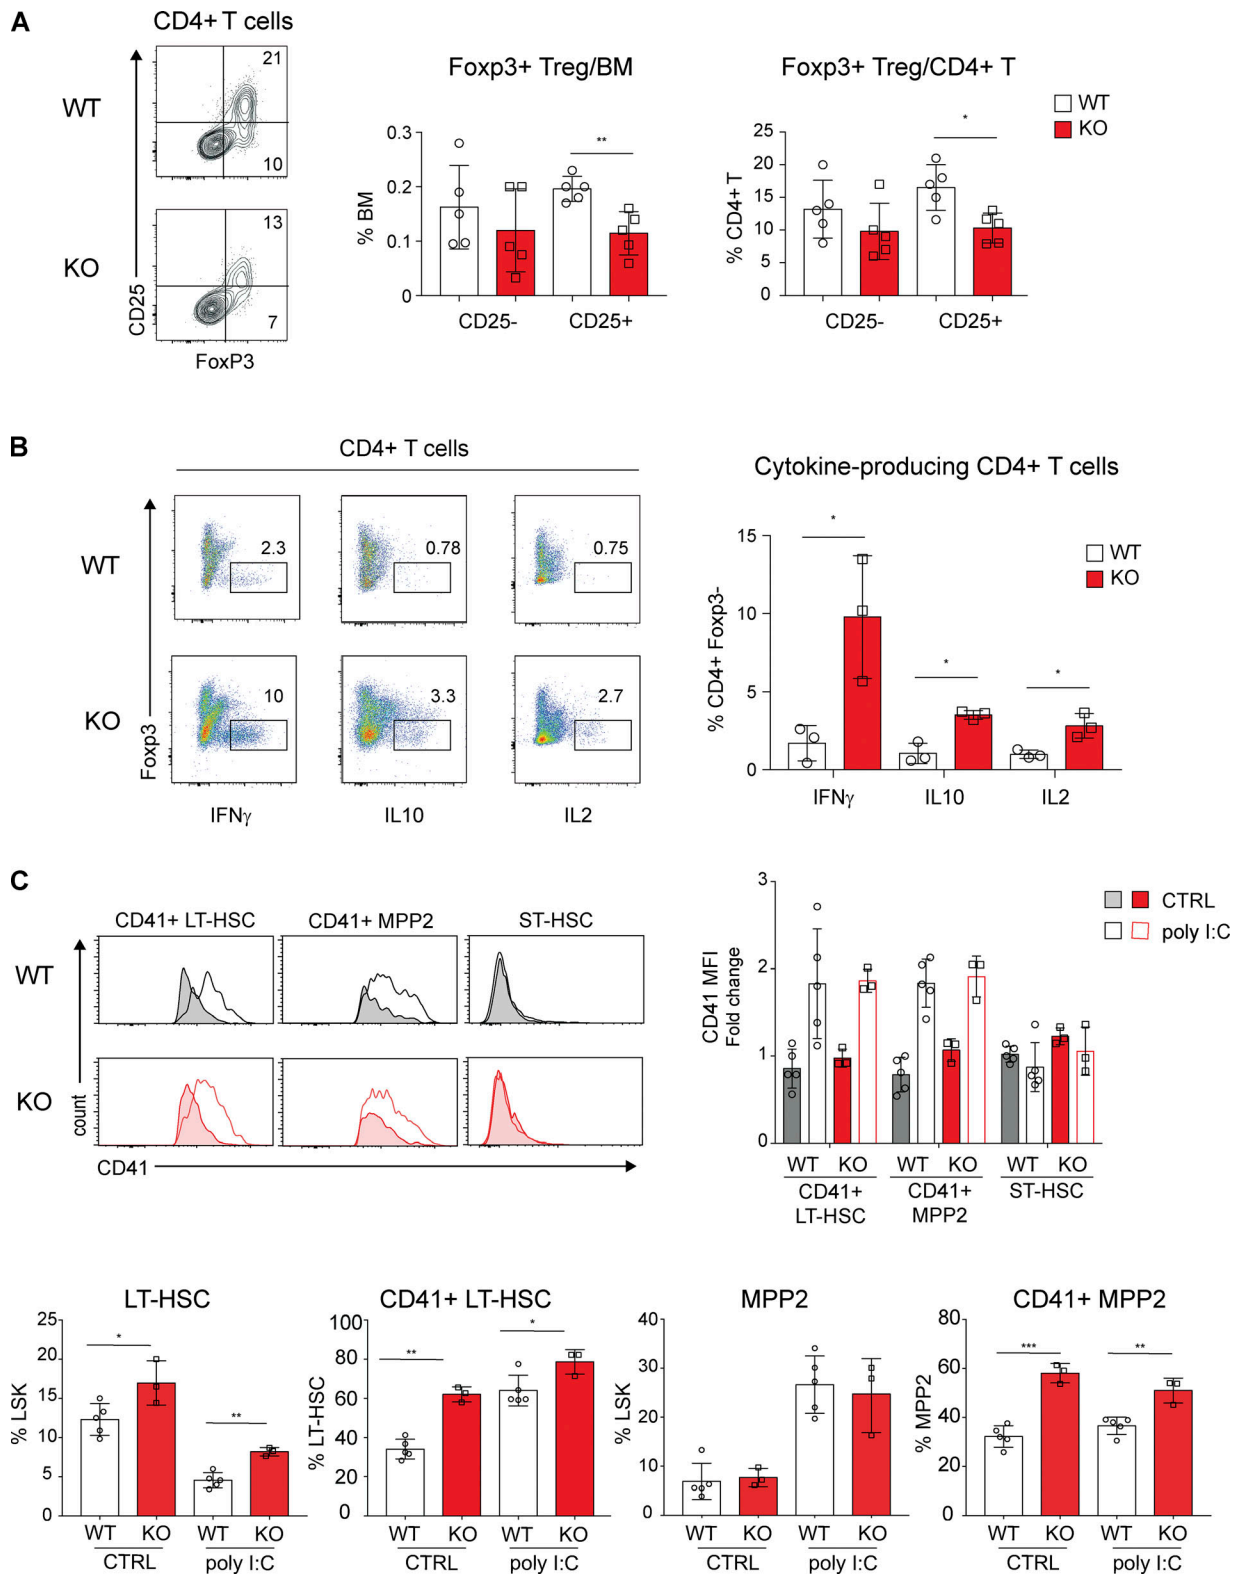 A
CD4+ T cells
WT
21
10
KO
13
7
CD25
FoxP3
Foxp3+ Treg/BM
% BM
0.3
0.2
0.1
0
**
CD25- CD25+
Foxp3+ Treg/CD4+ T
% CD4+ T
25
20
15
10
5
0
*
CD25- CD25+
WT
KO
B
CD4+ T cells
WT
2.3
0.78
0.75
KO
10
3.3
2.7
Foxp3
IFNγ IL10 IL2
Cytokine-producing CD4+ T cells
% CD4+ Foxp3-
15
10
5
0
*
*
*
IFNγ IL10 IL2
WT
KO
C
CD41+ LT-HSC CD41+ MPP2 ST-HSC
WT
KO
count
CD41
CD41 MFI
Fold change
3
2
1
0
WT KO WT KO WT KO
CD41+ CD41+ ST-HSC
LT-HSC MPP2
CTRL
poly I:C
LT-HSC
% LSK
25
20
15
10
5
0
*
**
WT KO WT KO
CTRL poly I:C
CD41+ LT-HSC
% LT-HSC
100
80
60
40
20
0
**
*
WT KO WT KO
CTRL poly I:C
MPP2
% LSK
40
30
20
10
0
WT KO WT KO
CTRL poly I:C
CD41+ MPP2
% MPP2
80
60
40
20
0
***
**
WT KO WT KO
CTRL poly I:C